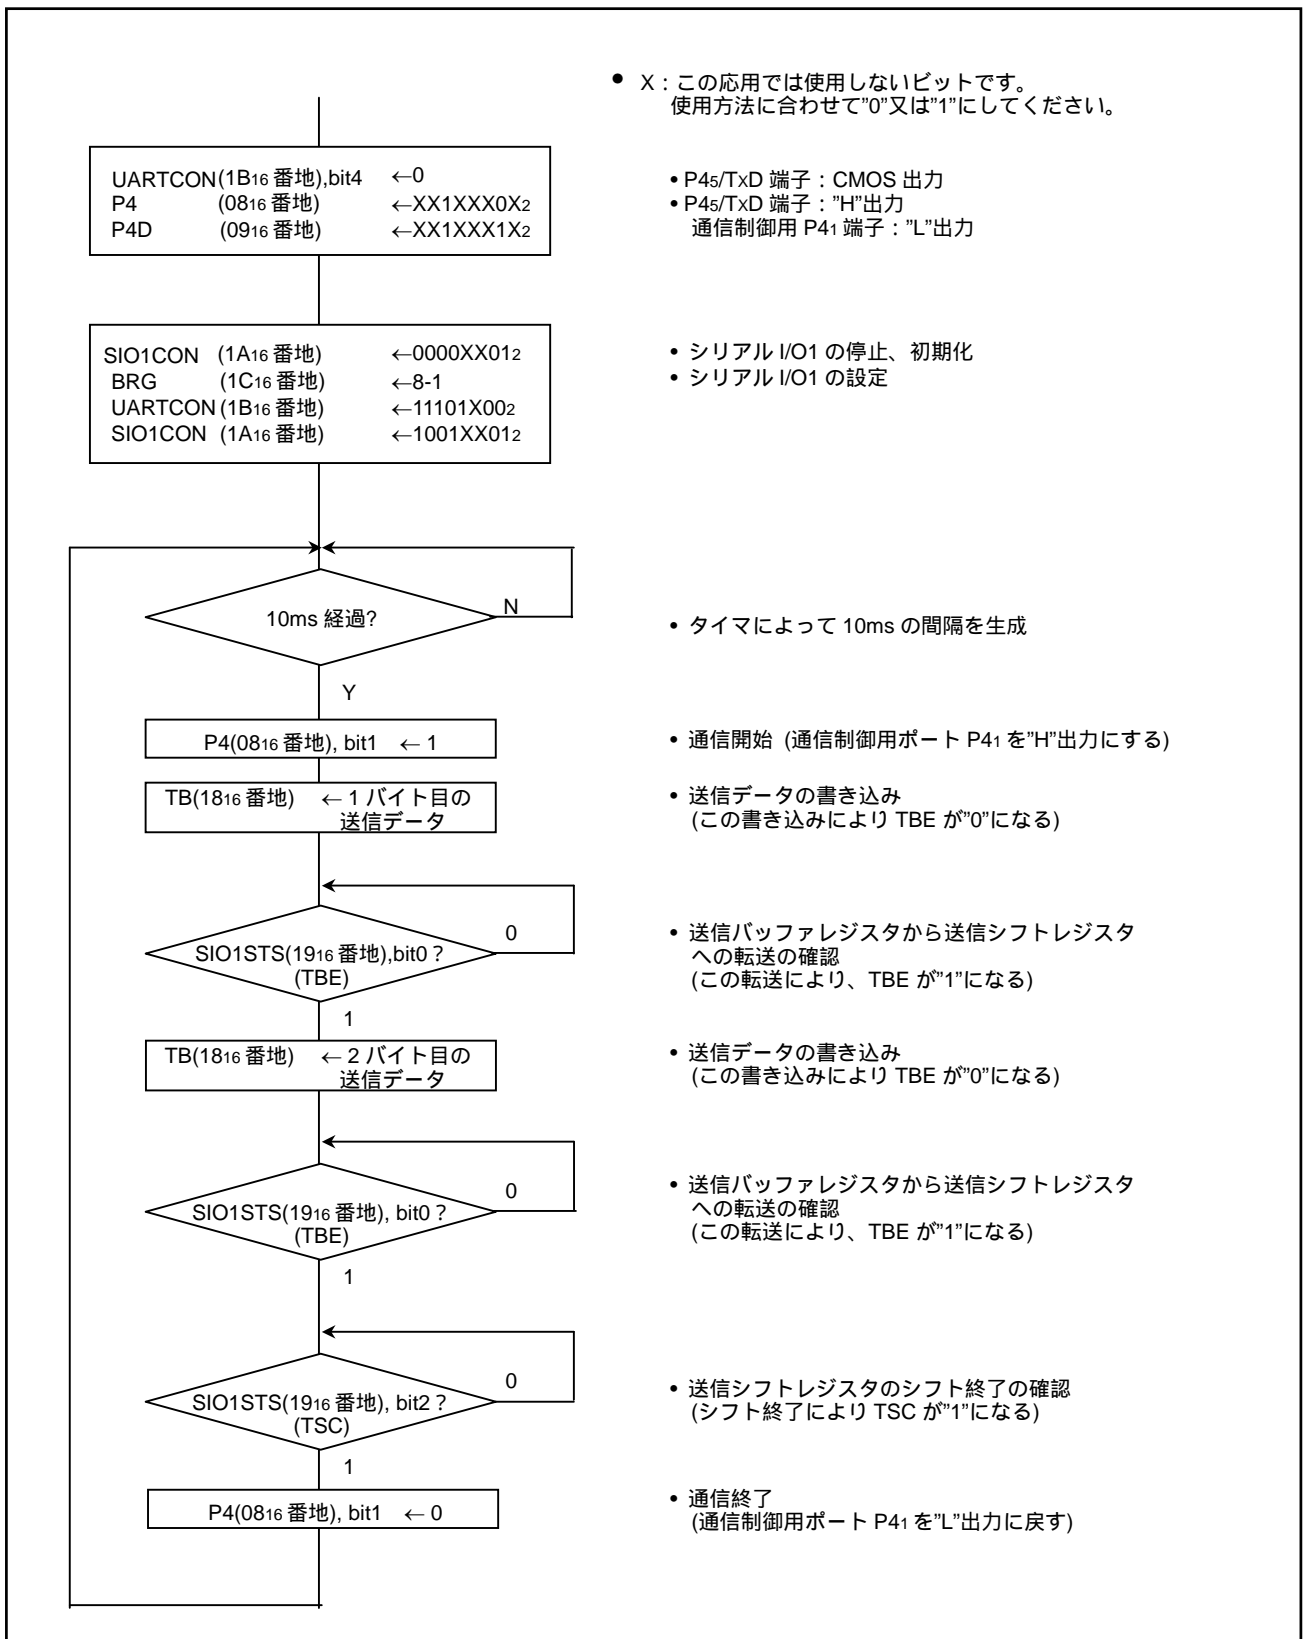 ● X：この応用では使用しないビットです。
使用方法に合わせて"0"又は"1"にしてください。
UARTCON(1B16 番地),bit4 ←0
P4 (0816 番地) ←XX1XXX0X2
P4D (0916 番地) ←XX1XXX1X2
• P45/TXD 端子：CMOS 出力
• P45/TXD 端子："H"出力
通信制御用 P41 端子："L"出力
SIO1CON (1A16 番地) ←0000XX012
BRG (1C16 番地) ←8-1
UARTCON (1B16 番地) ←11101X002
SIO1CON (1A16 番地) ←1001XX012
• シリアル I/O1 の停止、初期化
• シリアル I/O1 の設定
10ms 経過?
N
Y
• タイマによって 10ms の間隔を生成
P4(0816 番地), bit1 ← 1
• 通信開始 (通信制御用ポート P41 を"H"出力にする)
TB(1816 番地) ← 1 バイト目の
送信データ
• 送信データの書き込み
(この書き込みにより TBE が"0"になる)
SIO1STS(1916 番地),bit0？
(TBE)
0
1
• 送信バッファレジスタから送信シフトレジスタ
への転送の確認
(この転送により、TBE が"1"になる)
TB(1816 番地) ← 2 バイト目の
送信データ
• 送信データの書き込み
(この書き込みにより TBE が"0"になる)
SIO1STS(1916 番地), bit0？
(TBE)
0
1
• 送信バッファレジスタから送信シフトレジスタ
への転送の確認
(この転送により、TBE が"1"になる)
SIO1STS(1916 番地), bit2？
(TSC)
0
1
• 送信シフトレジスタのシフト終了の確認
(シフト終了により TSC が"1"になる)
P4(0816 番地), bit1 ← 0
• 通信終了
(通信制御用ポート P41 を"L"出力に戻す)